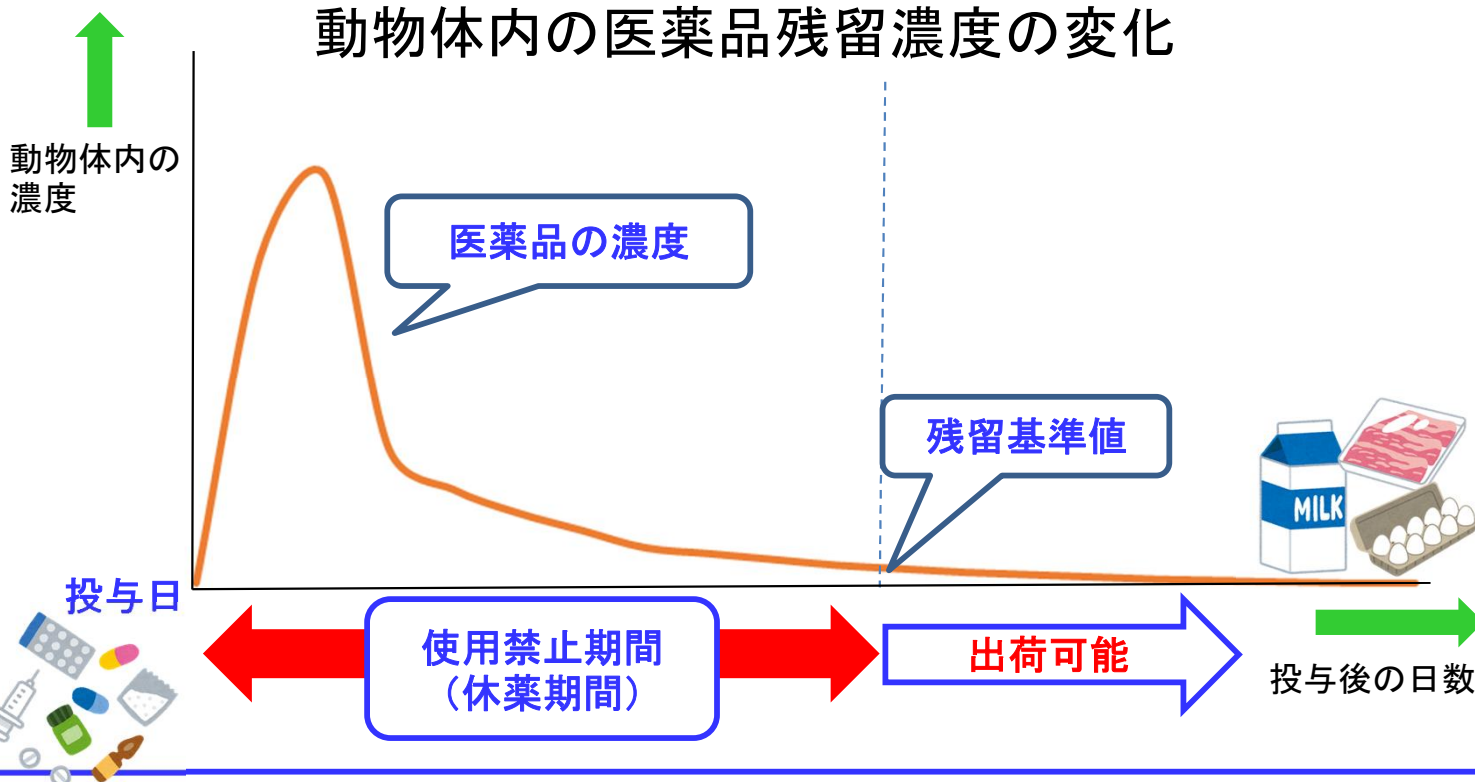 動物体内の医薬品残留濃度の変化
動物体内の
濃度
医薬品の濃度
残留基準値
MILK
投与日
使用禁止期間
（休薬期間）
出荷可能
投与後の日数